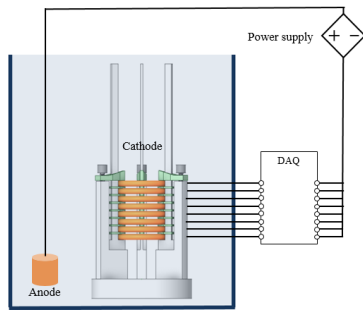 Power supply
+ −
DAQ
Cathode
Anode